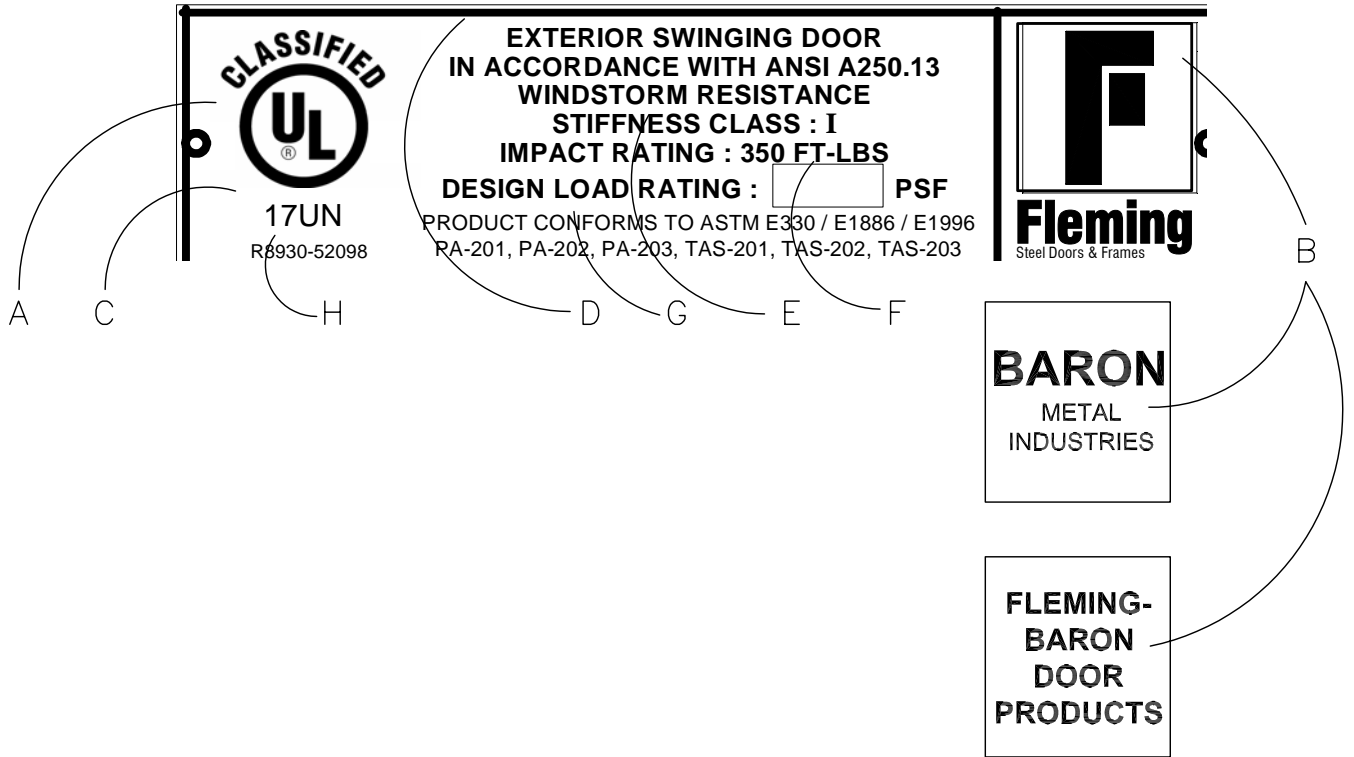 CLASSIFIED
UL
®
17UN
R8930-52098
EXTERIOR SWINGING DOOR
IN ACCORDANCE WITH ANSI A250.13
WINDSTORM RESISTANCE
STIFFNESS CLASS : I
IMPACT RATING : 350 FT-LBS
DESIGN LOAD RATING : PSF
PRODUCT CONFORMS TO ASTM E330 / E1886 / E1996
PA-201, PA-202, PA-203, TAS-201, TAS-202, TAS-203
F
Fleming
Steel Doors & Frames
A C H D G E F B
BARON
METAL
INDUSTRIES
FLEMING-
BARON
DOOR
PRODUCTS